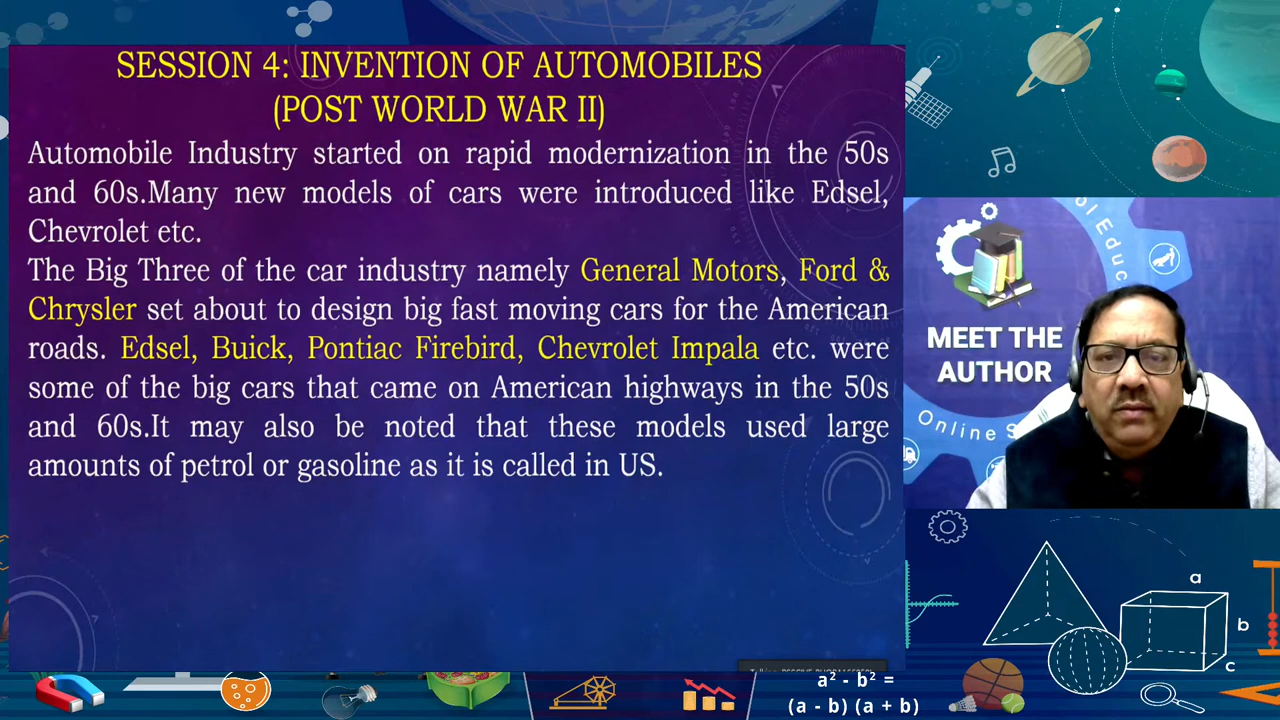 SESSION 4: INVENTION OF AUTOMOBILES
(POST WORLD WAR II)
Automobile Industry started on rapid modernization in the 50s
and 60s.Many new models of cars were introduced like Edsel,
Chevrolet etc.
The Big Three of the car industry namely General Motors, Ford &
Chrysler set about to design big fast moving cars for the American
roads. Edsel, Buick, Pontiac Firebird, Chevrolet Impala etc. were
some of the big cars that came on American highways in the 50s
and 60s.It may also be noted that these models used large
amounts of petrol or gasoline as it is called in US.
MEET THE
AUTHOR
Online
a
b
c
a² - b² =
(a - b) (a + b)